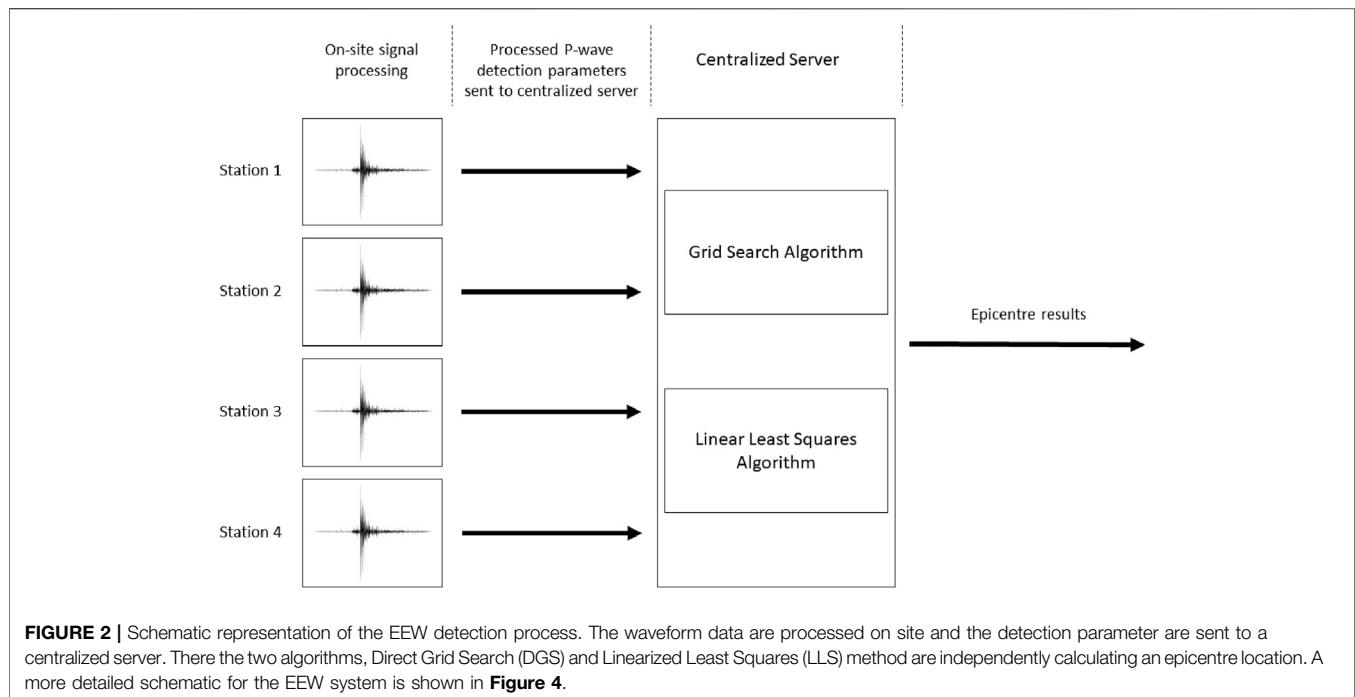 On-site signal
processing
Processed P-wave
detection parameters
sent to centralized server
Centralized Server
Station 1
Station 2
Station 3
Station 4
Grid Search Algorithm
Linear Least Squares
Algorithm
Epicentre results
FIGURE 2 | Schematic representation of the EEW detection process. The waveform data are processed on site and the detection parameter are sent to a
centralized server. There the two algorithms, Direct Grid Search (DGS) and Linearized Least Squares (LLS) method are independently calculating an epicentre location. A
more detailed schematic for the EEW system is shown in Figure 4.